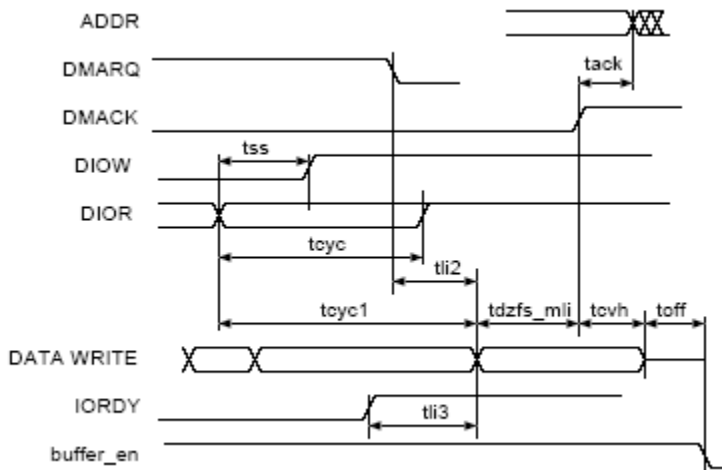 ADDR
DMARQ
tack
DMACK
tss
DIOW
DIOR
tcyc
tli2
tcyc1 tdzfs_mli tcvh toff
DATA WRITE
IORDY
tli3
buffer_en